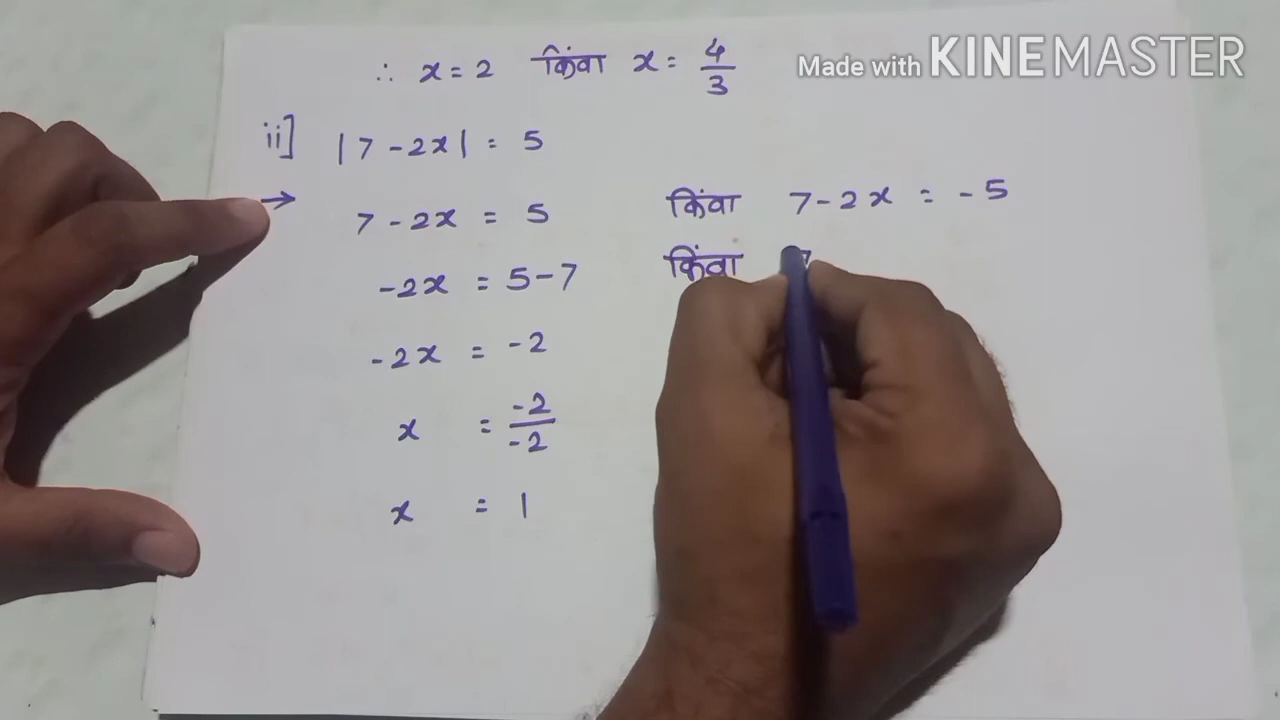 ∴ x = 2 किंवा x = 4/3
Made with KINEMASTER
ii] |7 - 2x| = 5
→ 7 - 2x = 5 किंवा 7 - 2x = - 5
-2x = 5 - 7 किंवा
-2x = -2
x = -2/-2
x = 1